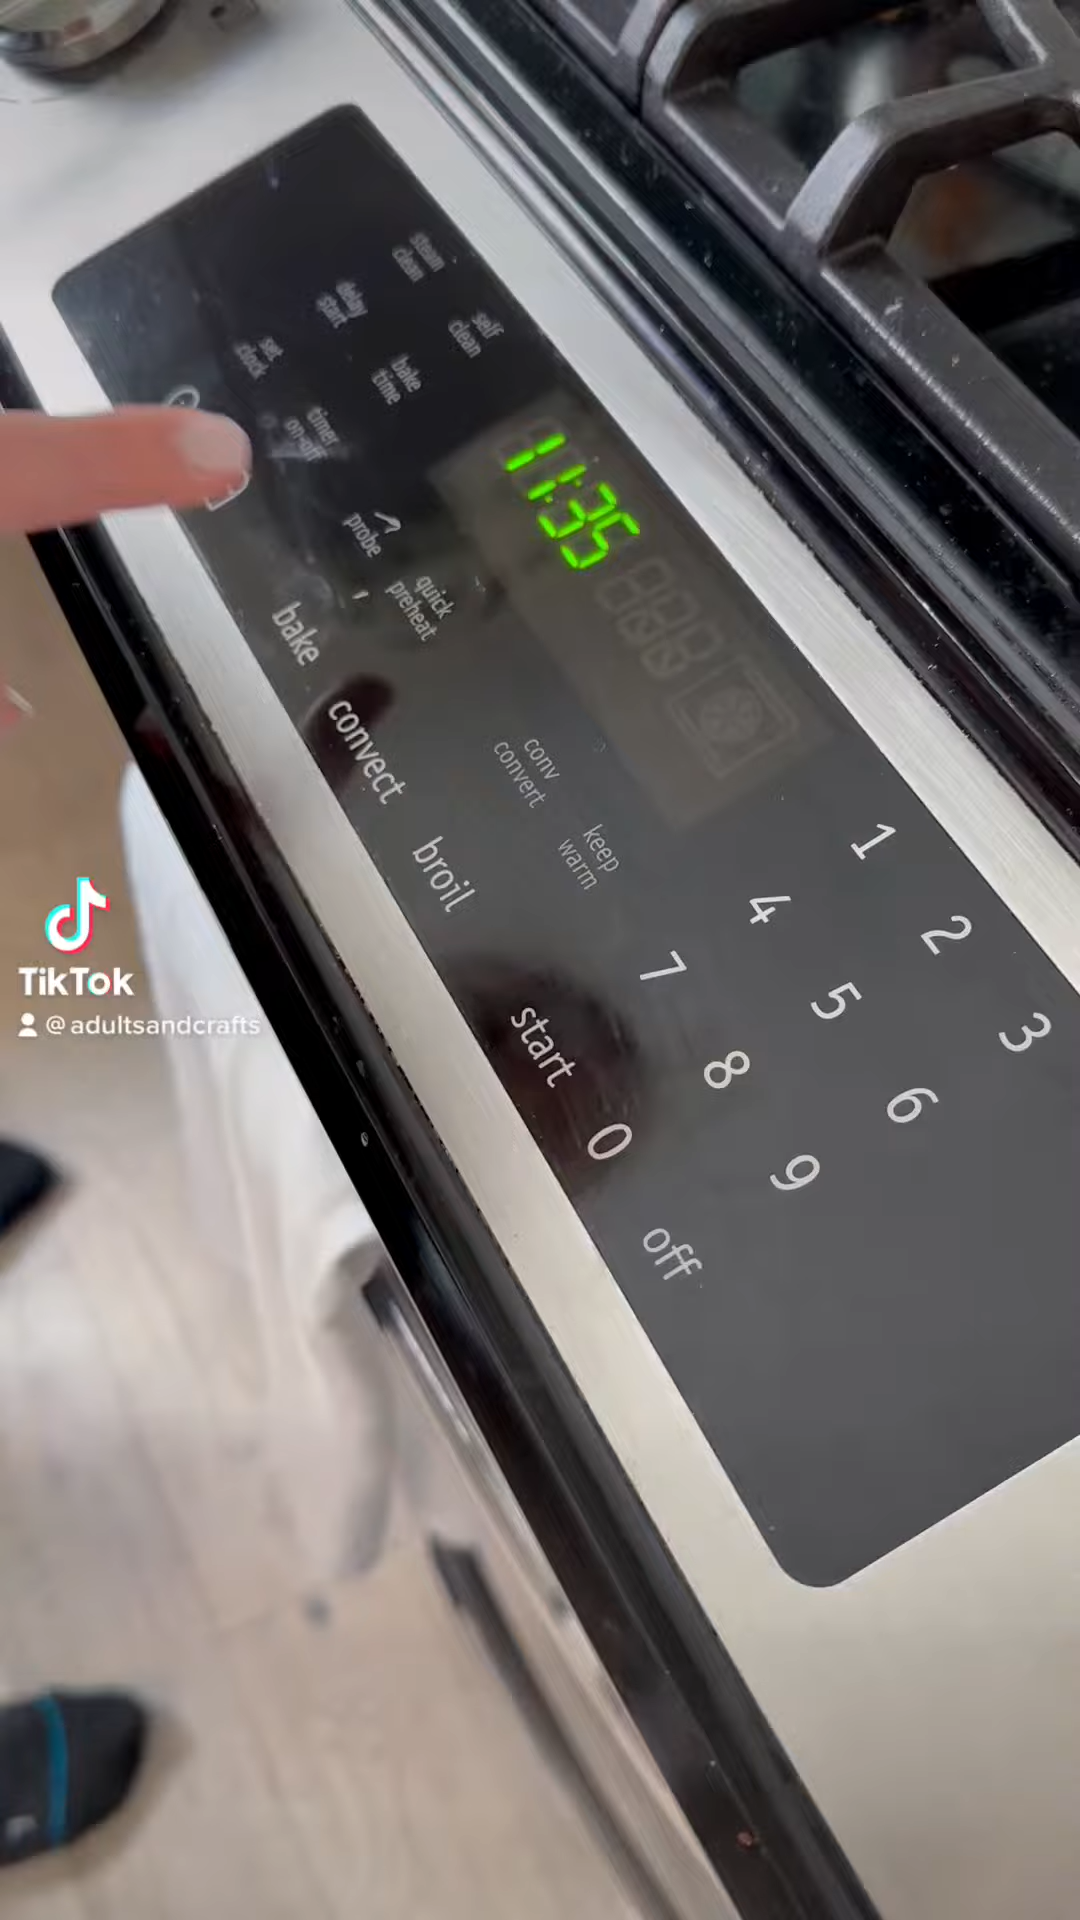 steam
clean
self
clean
delay
start
bake
time
set
clock
timer
on-off
probe
quick
preheat
11:35
bake
convect
broil
conv
convert
keep
warm
start
1
2
3
4
5
6
7
8
9
0
off
TikTok
@adultsandcrafts